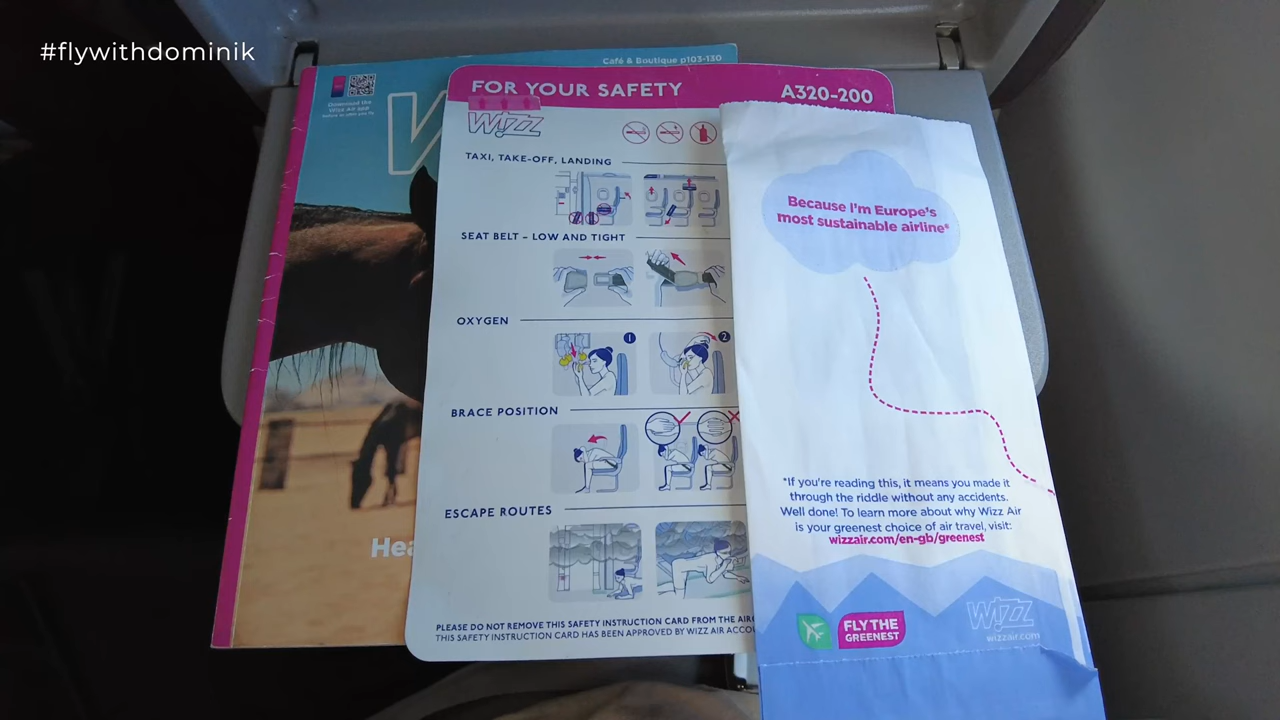 #flywithdominik
Café & Boutique p103-130
Download the
Wizz Air app
before or after you fly
W
Hea
FOR YOUR SAFETY
A320-200
WIZZ
TAXI, TAKE-OFF, LANDING
SEAT BELT – LOW AND TIGHT
OXYGEN
1
2
BRACE POSITION
ESCAPE ROUTES
PLEASE DO NOT REMOVE THIS SAFETY INSTRUCTION CARD FROM THE AIR
THIS SAFETY INSTRUCTION CARD HAS BEEN APPROVED BY WIZZ AIR ACCO
Because I'm Europe's
most sustainable airline*
*If you're reading this, it means you made it
through the riddle without any accidents.
Well done! To learn more about why Wizz Air
is your greenest choice of air travel, visit:
wizzair.com/en-gb/greenest
FLY THE
GREENEST
WIZZ
wizzair.com